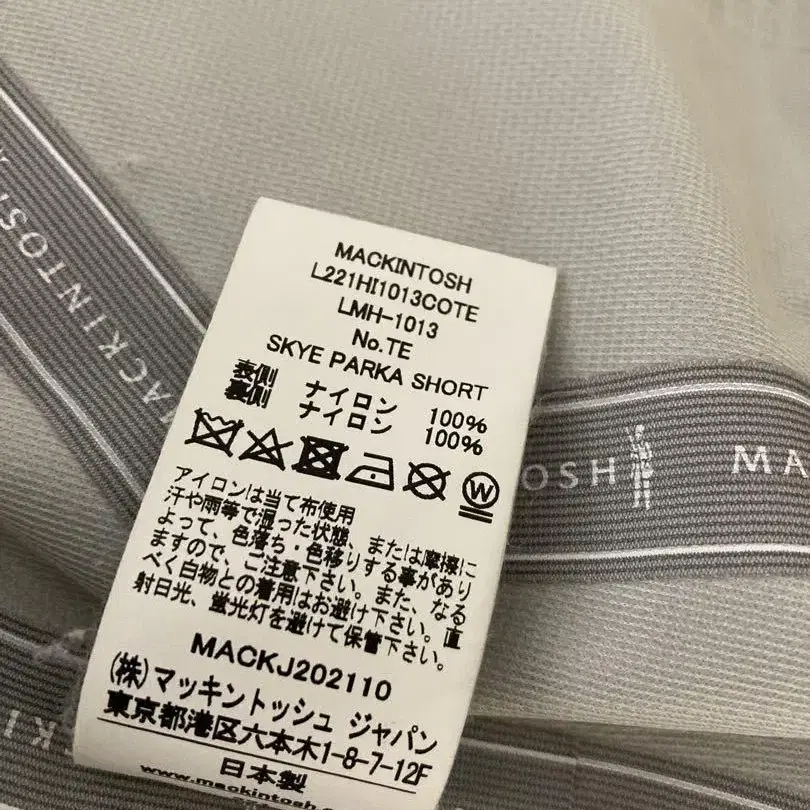 MACKINTOSH
L221HI1013COTE
LMH-1013
No.TE
SKYE PARKA SHORT
表側 ナイロン 100%
裏側 ナイロン 100%
W
アイロンは当て布使用
汗や雨等で湿った状態、または摩擦に
よって、色落ち・色移りする事があり
ますので、ご注意下さい。また、なる
べく白物との着用はお避け下さい。直
射日光、蛍光灯を避けて保管下さい。
MACKJ202110
(株)マッキントッシュ ジャパン
東京都港区六本木1-8-7-12F
日本製
www.mackintosh
MACKINTOSH
OSH
MA